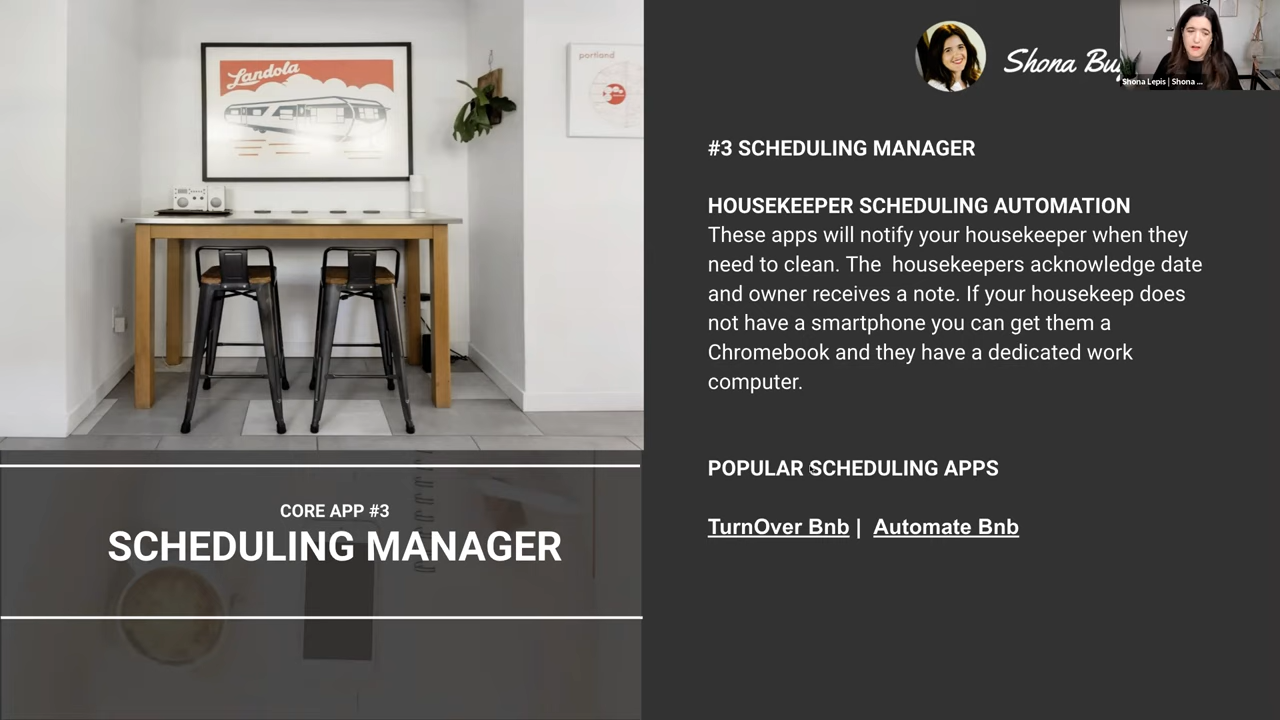 Landola
portland
CORE APP #3
SCHEDULING MANAGER
Shona
Shona Lepis | Shona ...
#3 SCHEDULING MANAGER
HOUSEKEEPER SCHEDULING AUTOMATION
These apps will notify your housekeeper when they
need to clean. The  housekeepers acknowledge date
and owner receives a note. If your housekeep does
not have a smartphone you can get them a
Chromebook and they have a dedicated work
computer.
POPULAR SCHEDULING APPS
TurnOver Bnb |  Automate Bnb